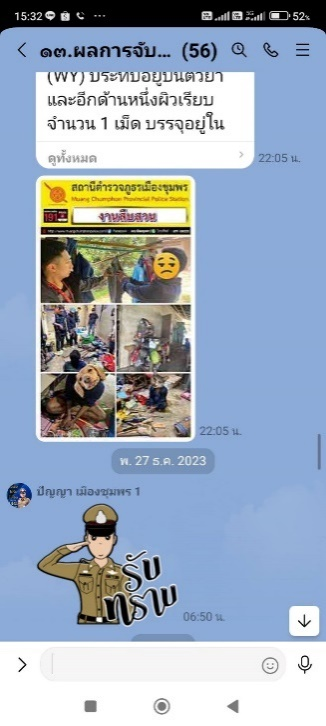 15:32
52%
๑๓.ผลการจับ... (56)
(WY) ประทับอยู่บนตัวยา
และอีกด้านหนึ่งผิวเรียบ
จำนวน 1 เม็ด บรรจุอยู่ใน
ดูทั้งหมด
22:05 น.
สถานีตำรวจภูธรเมืองชุมพร
Muang Chumphon Provincial Police Station
191
งานสืบสวน
22:05 น.
พ. 27 ธ.ค. 2023
ปัญญา เมืองชุมพร 1
รับ
ทราบ
06:50 น.